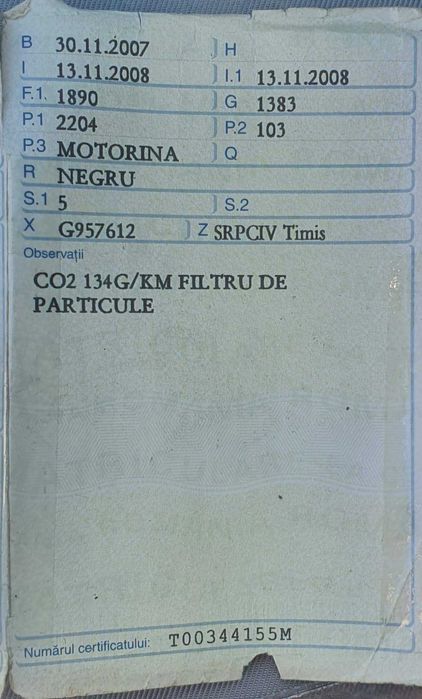 B 30.11.2007 H
I 13.11.2008 I.1 13.11.2008
F.1. 1890 G 1383
P.1 2204 P.2 103
P.3 MOTORINA Q
R NEGRU
S.1 5 S.2
X G957612 Z SRPCIV Timis
Observații
CO2 134G/KM FILTRU DE
PARTICULE
Numărul certificatului: T00344155M